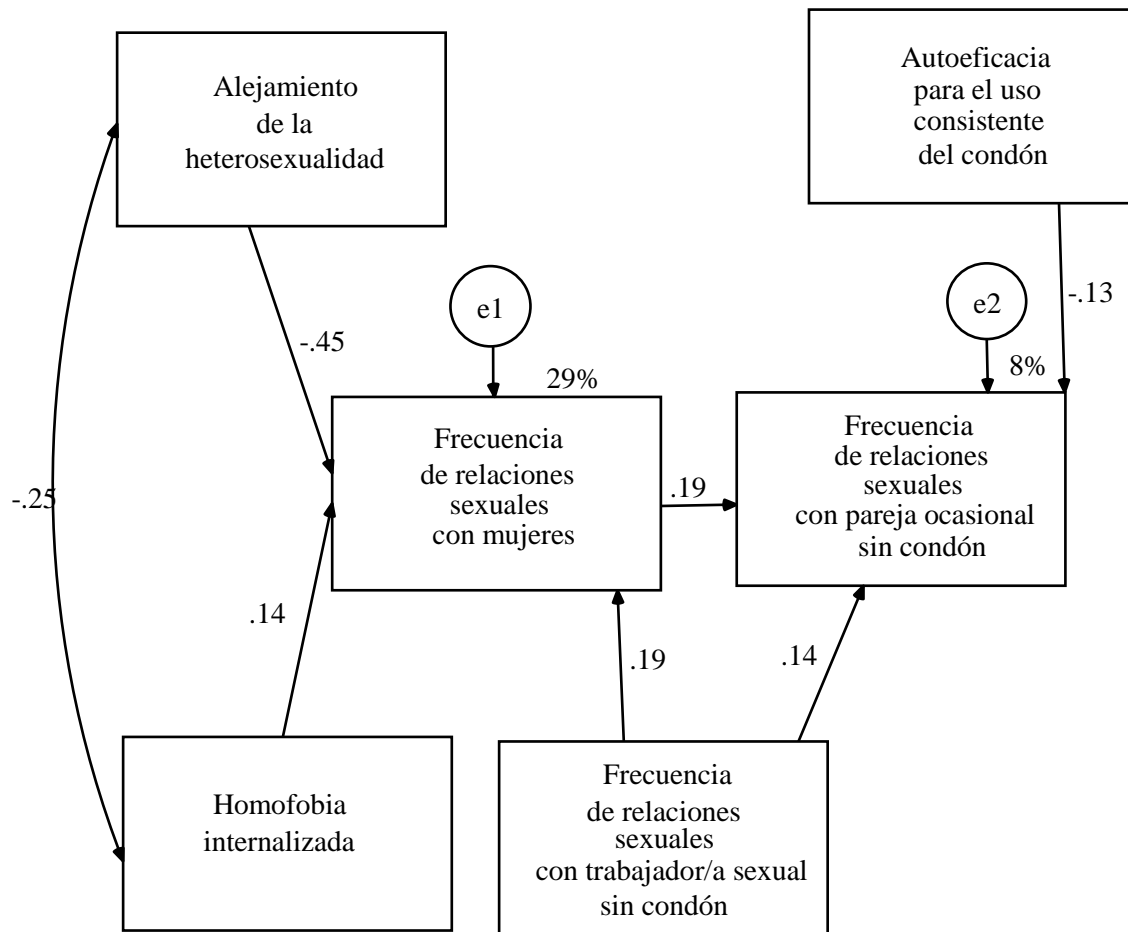 Alejamiento
de la
heterosexualidad
Autoeficacia
para el uso
consistente
del condón
e1
e2
-.45
-.13
29%
8%
Frecuencia
de relaciones
sexuales
con mujeres
.19
Frecuencia
de relaciones
sexuales
con pareja ocasional
sin condón
-.25
.14
.19
.14
Homofobia
internalizada
Frecuencia
de relaciones
sexuales
con trabajador/a sexual
sin condón